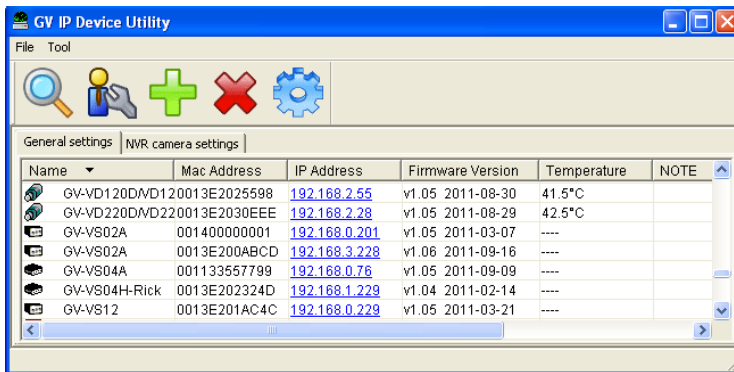 GV IP Device Utility
File Tool
General settings NVR camera settings
Name Mac Address IP Address Firmware Version Temperature NOTE
GV-VD120D/VD12 0013E2025598 192.168.2.55 v1.05 2011-08-30 41.5°C
GV-VD220D/VD22 0013E2030EEE 192.168.2.28 v1.05 2011-08-29 42.5°C
GV-VS02A 001400000001 192.168.0.201 v1.05 2011-03-07 ----
GV-VS02A 0013E200ABCD 192.168.3.228 v1.06 2011-09-16 ----
GV-VS04A 001133557799 192.168.0.76 v1.05 2011-09-09 ----
GV-VS04H-Rick 0013E202324D 192.168.1.229 v1.04 2011-02-14 ----
GV-VS12 0013E201AC4C 192.168.0.229 v1.05 2011-03-21 ----